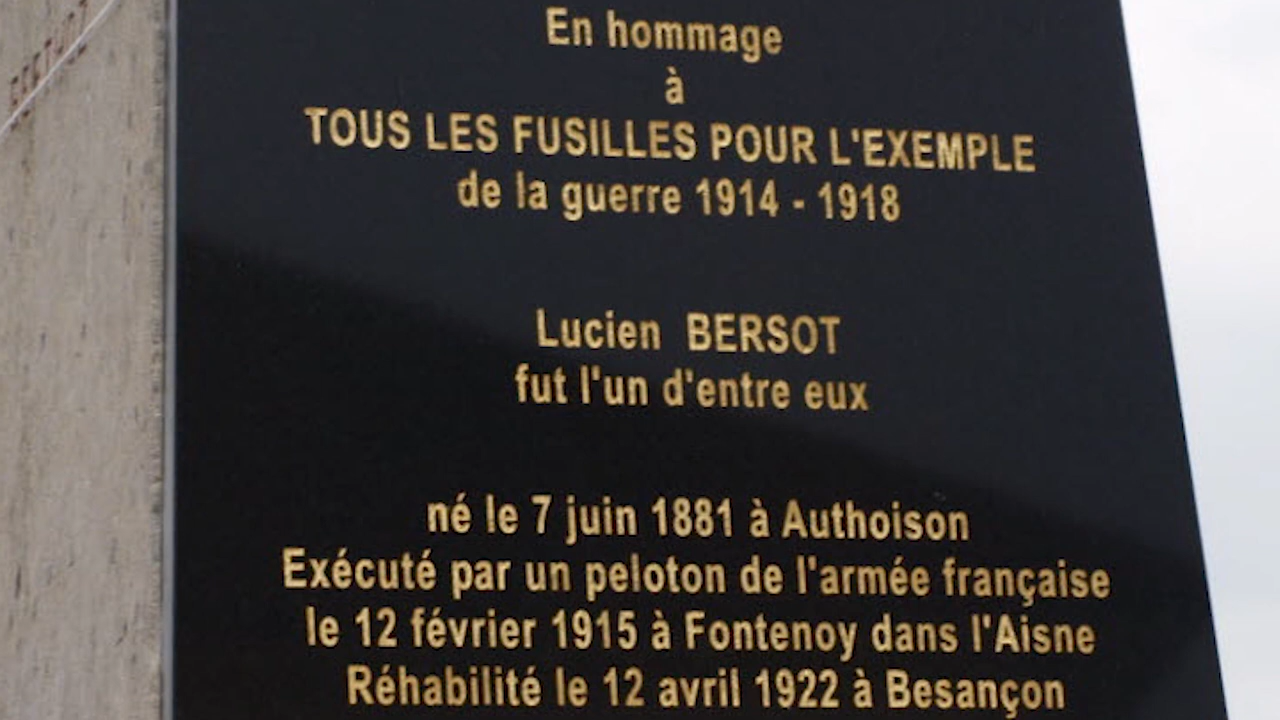 En hommage
à
TOUS LES FUSILLES POUR L'EXEMPLE
de la guerre 1914 - 1918
Lucien BERSOT
fut l'un d'entre eux
né le 7 juin 1881 à Authoison
Exécuté par un peloton de l'armée française
le 12 février 1915 à Fontenoy dans l'Aisne
Réhabilité le 12 avril 1922 à Besançon